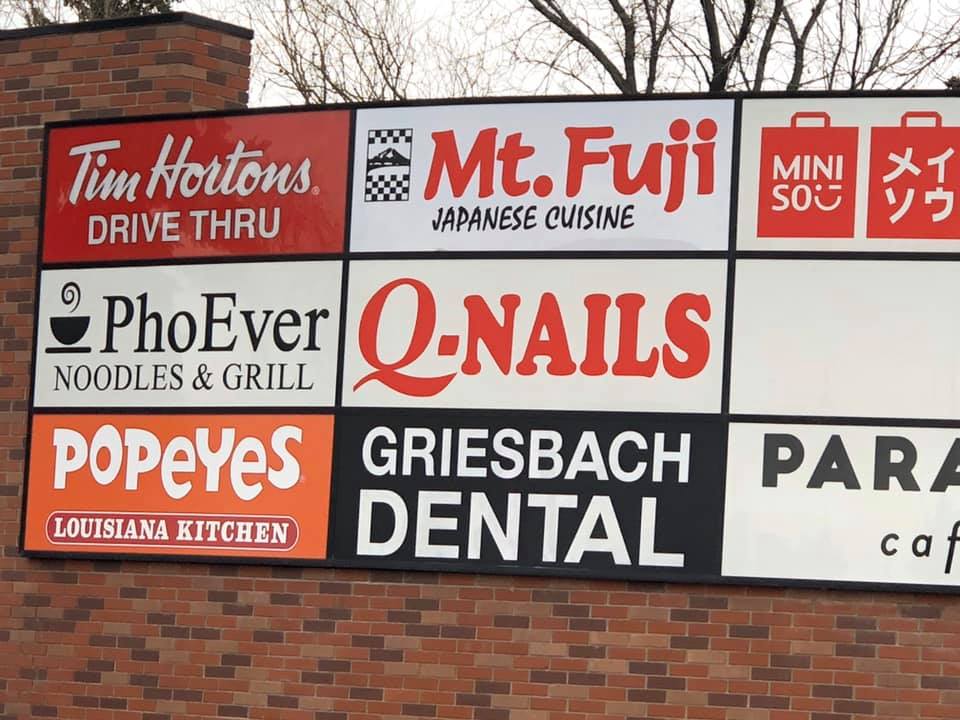 Tim Hortons
DRIVE THRU
Mt. Fuji
JAPANESE CUISINE
MINI
SO
メイ
ソウ
PhoEver
NOODLES & GRILL
Q-NAILS
POPEYES
LOUISIANA KITCHEN
GRIESBACH
DENTAL
PARA
caf